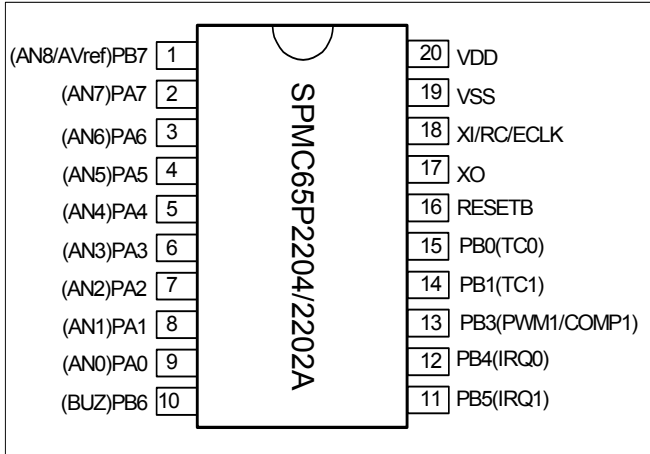 (AN8/AVref)PB7 1
(AN7)PA7 2
(AN6)PA6 3
(AN5)PA5 4
(AN4)PA4 5
(AN3)PA3 6
(AN2)PA2 7
(AN1)PA1 8
(AN0)PA0 9
(BUZ)PB6 10
SPMC65P2204/2202A
20 VDD
19 VSS
18 XI/RC/ECLK
17 XO
16 RESETB
15 PB0(TC0)
14 PB1(TC1)
13 PB3(PWM1/COMP1)
12 PB4(IRQ0)
11 PB5(IRQ1)